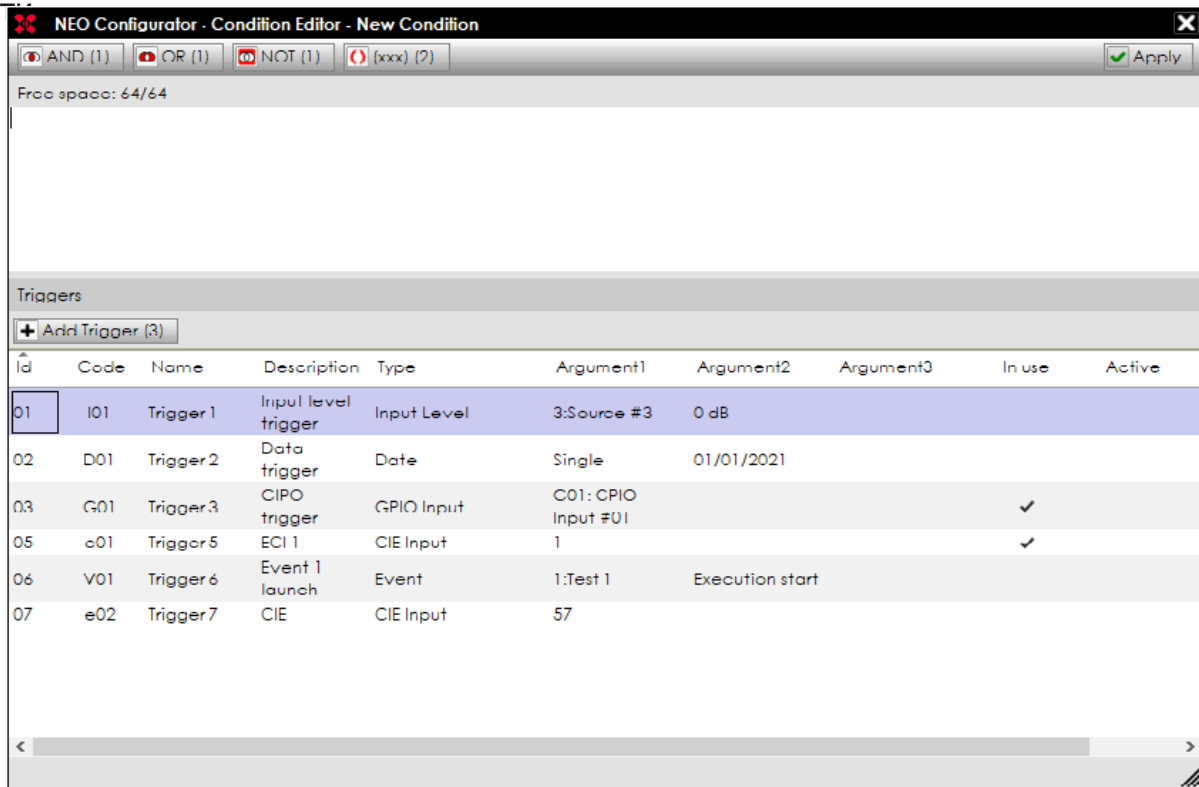 NEO Configurator - Condition Editor - New Condition
AND (1) OR (1) NOT (1) (xxx) (2) Apply
Free space: 64/64
Triggers
Add Trigger (3)
Id Code Name Description Type Argument1 Argument2 Argument3 In use Active
01 I01 Trigger 1 Input level trigger Input Level 3:Source #3 0 dB
02 D01 Trigger 2 Data trigger Date Single 01/01/2021
03 G01 Trigger 3 GIPO trigger GPIO Input G01: GPIO Input #01 ✓
05 e01 Trigger 5 ECI 1 CIE Input 1 ✓
06 V01 Trigger 6 Event 1 launch Event 1:Test 1 Execution start
07 e02 Trigger 7 CIE CIE Input 57